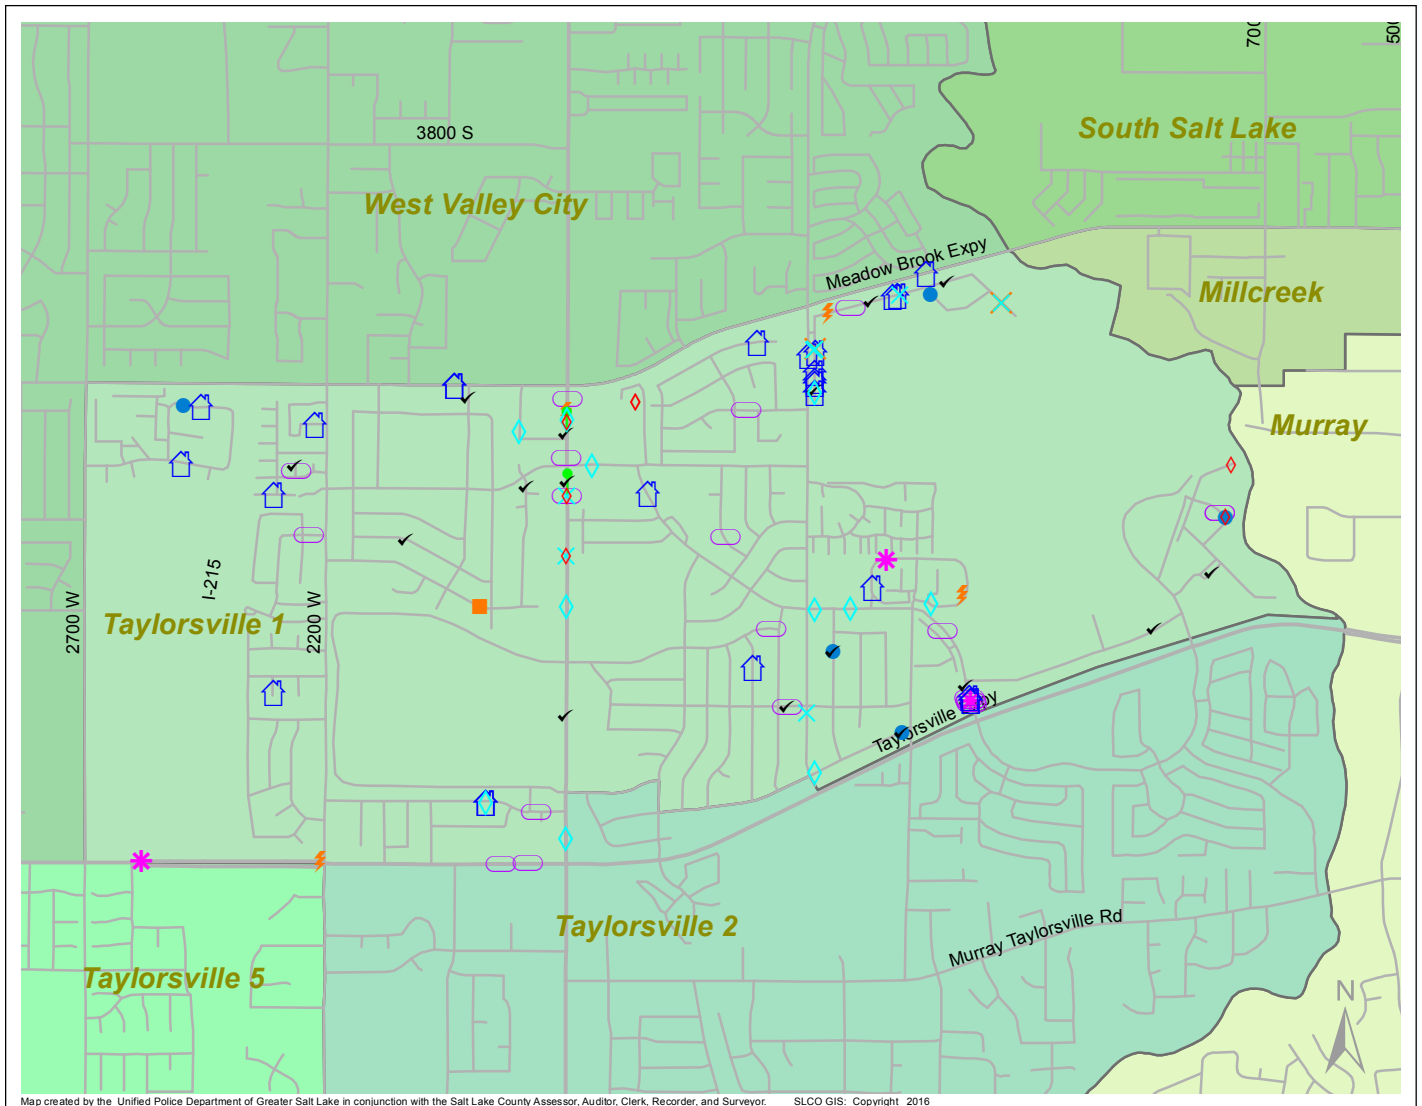 700
500
South Salt Lake
3800 S
West Valley City
Meadow Brook Expy
Millcreek
Murray
I-215
2700 W
2200 W
Taylorsville 1
Taylorsville Expy
Taylorsville 2
Murray Taylorsville Rd
Taylorsville 5
N
Map created by the Unified Police Department of Greater Salt Lake in conjunction with the Salt Lake County Assessor, Auditor, Clerk, Recorder, and Surveyor. SLCO GIS: Copyright 2016